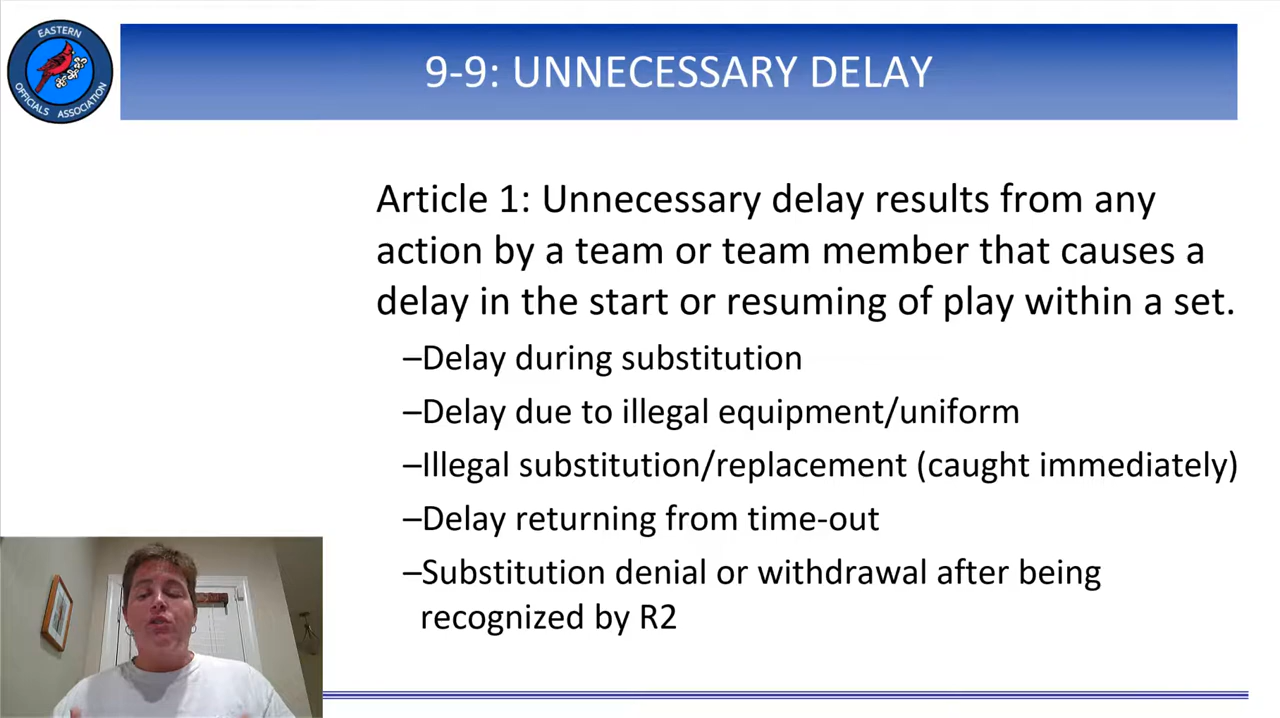 EASTERN
OFFICIALS ASSOCIATION
9-9: UNNECESSARY DELAY
Article 1: Unnecessary delay results from any
action by a team or team member that causes a
delay in the start or resuming of play within a set.
–Delay during substitution
–Delay due to illegal equipment/uniform
–Illegal substitution/replacement (caught immediately)
–Delay returning from time-out
–Substitution denial or withdrawal after being
recognized by R2